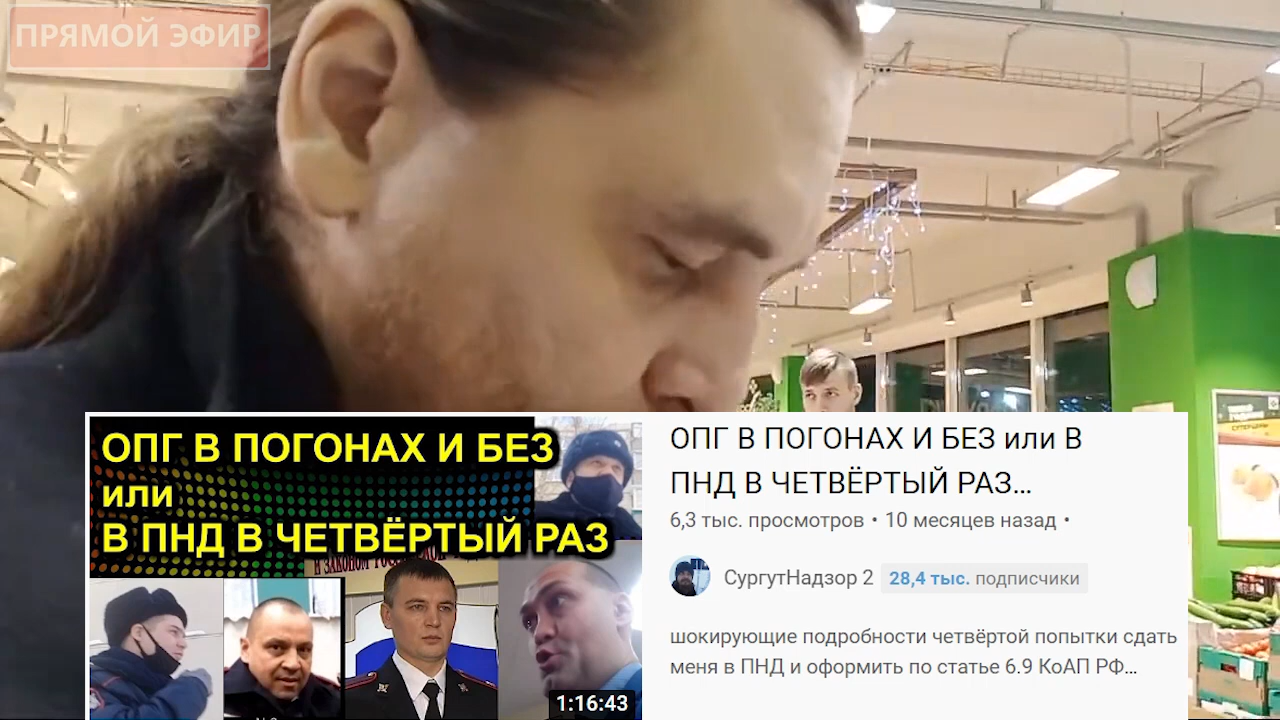 ПРЯМОЙ ЭФИР
ОПГ В ПОГОНАХ И БЕЗ
или
В ПНД В ЧЕТВЁРТЫЙ РАЗ
1:16:43
ОПГ В ПОГОНАХ И БЕЗ или В
ПНД В ЧЕТВЁРТЫЙ РАЗ...
6,3 тыс. просмотров • 10 месяцев назад •
СургутНадзор 2 28,4 тыс. подписчики
шокирующие подробности четвёртой попытки сдать
меня в ПНД и оформить по статье 6.9 КоАП РФ...